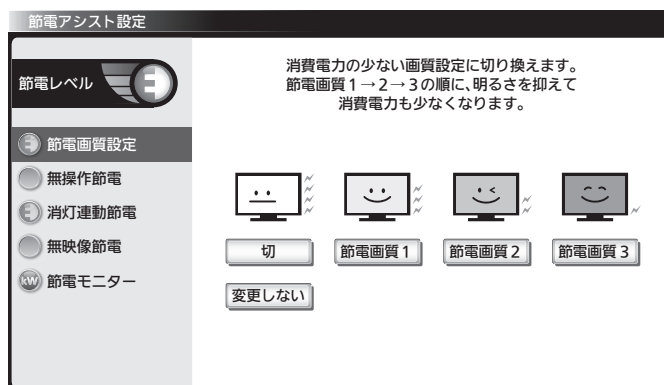 節電アシスト設定
節電レベル
E
消費電力の少ない画質設定に切り換えます。
節電画質1→2→3の順に、明るさを抑えて
消費電力も少なくなります。
E 節電画質設定
無操作節電
E 消灯連動節電
無映像節電
kW 節電モニター
切
節電画質1
節電画質2
節電画質3
変更しない